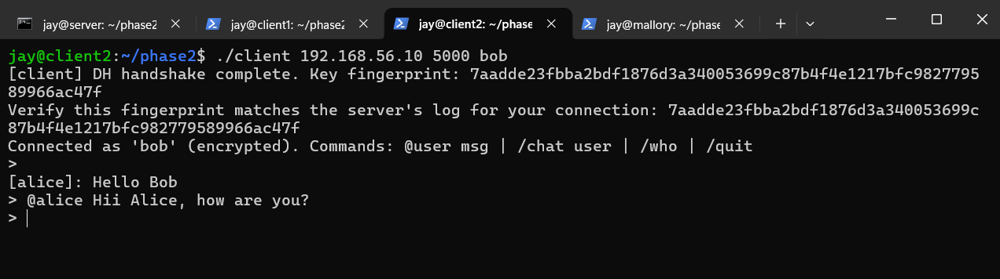 jay@server: ~/phase2
jay@client1: ~/phase2
jay@client2: ~/phase
jay@mallory: ~/phase
jay@client2:~/phase2$ ./client 192.168.56.10 5000 bob
[client] DH handshake complete. Key fingerprint: 7aadde23fbba2bdf1876d3a340053699c87b4f4e1217bfc9827795
89966ac47f
Verify this fingerprint matches the server's log for your connection: 7aadde23fbba2bdf1876d3a340053699c
87b4f4e1217bfc982779589966ac47f
Connected as 'bob' (encrypted). Commands: @user msg | /chat user | /who | /quit
>
[alice]: Hello Bob
> @alice Hii Alice, how are you?
>